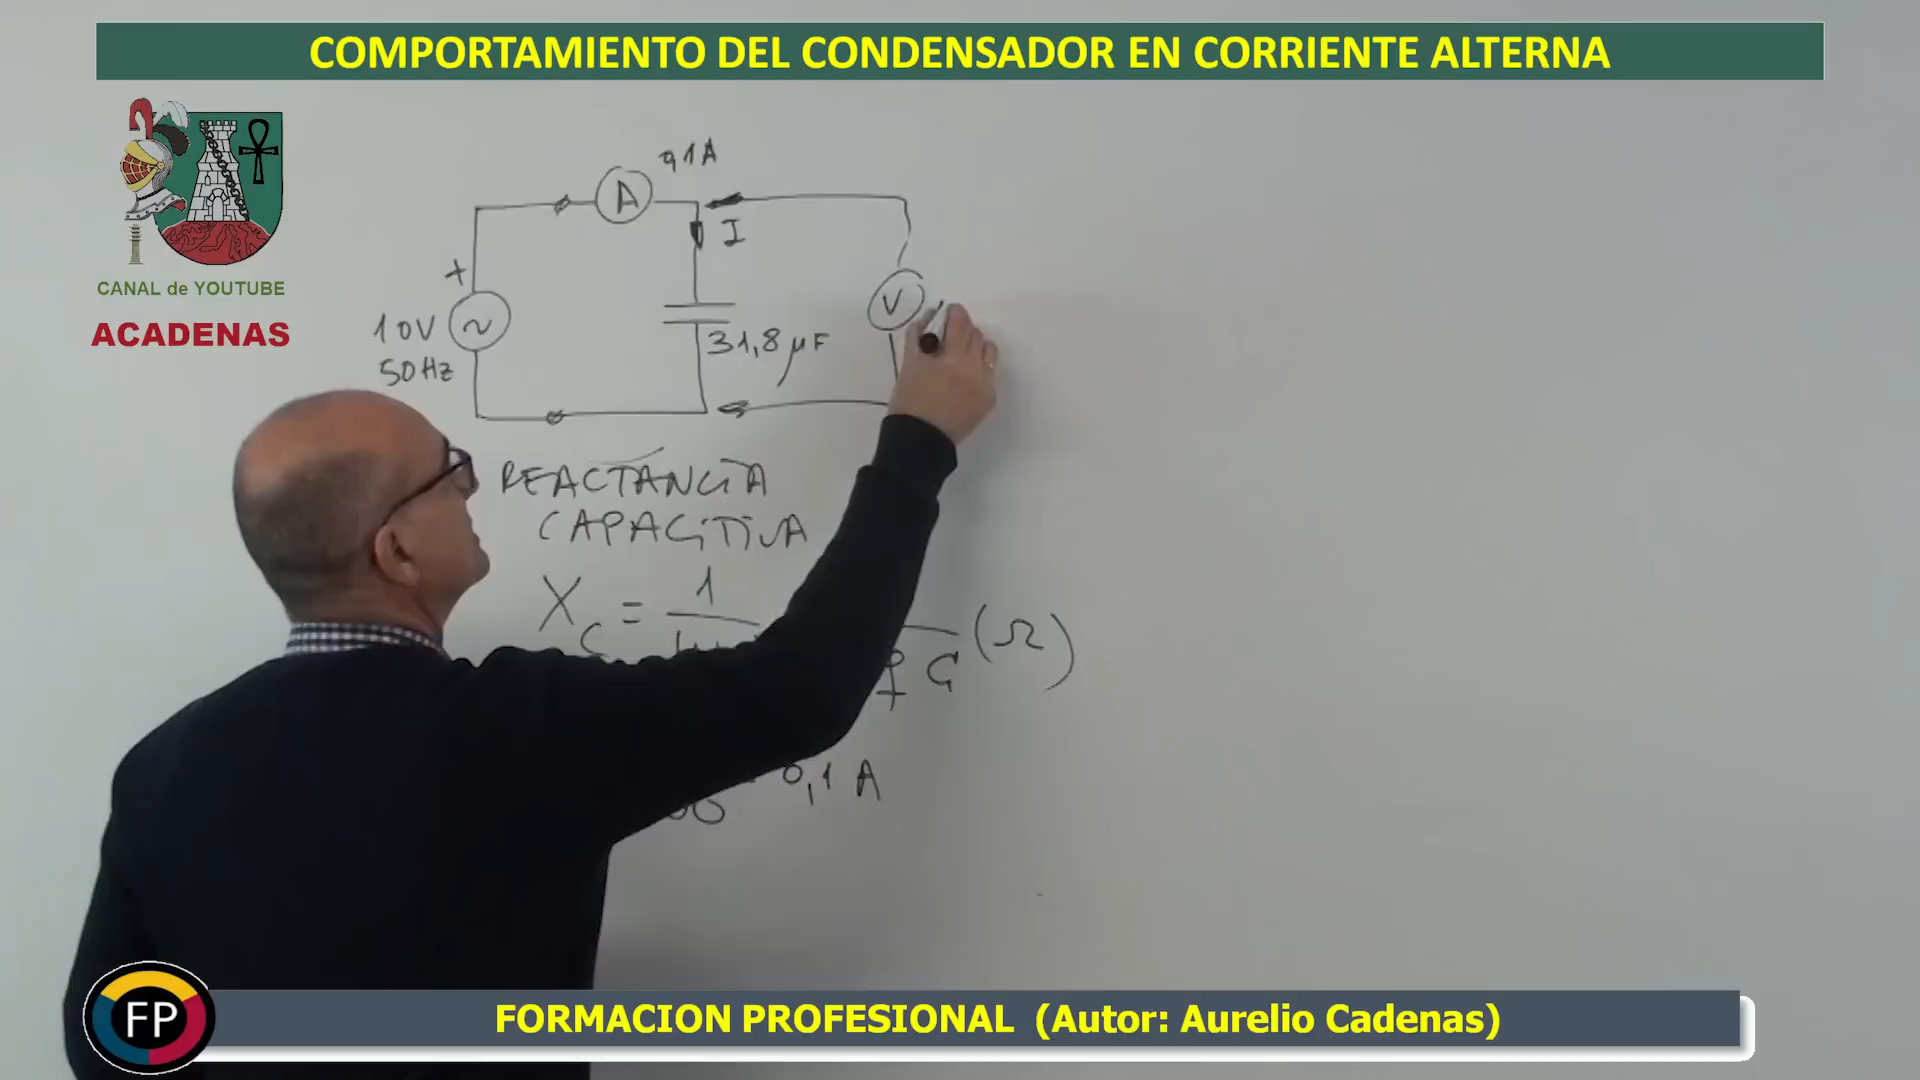 COMPORTAMIENTO DEL CONDENSADOR EN CORRIENTE ALTERNA
CANAL de YOUTUBE
ACADENAS
0,1A
A
I
+
V
10V
50Hz
31,8 µF
REACTANCIA
CAPACITIVA
X_C = 1
f C (Ω)
0,1 A
FP
FORMACION PROFESIONAL (Autor: Aurelio Cadenas)